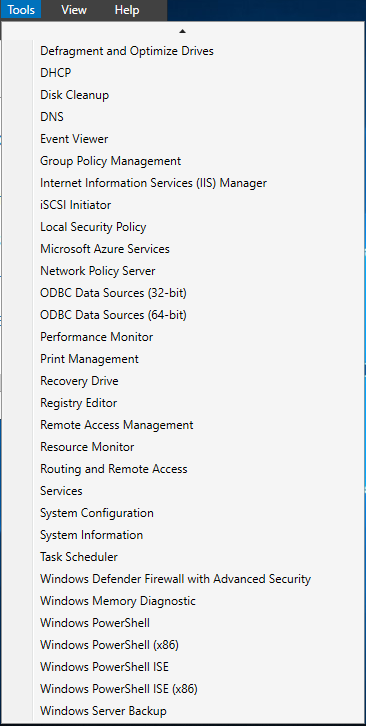 Tools View Help
Defragment and Optimize Drives
DHCP
Disk Cleanup
DNS
Event Viewer
Group Policy Management
Internet Information Services (IIS) Manager
iSCSI Initiator
Local Security Policy
Microsoft Azure Services
Network Policy Server
ODBC Data Sources (32-bit)
ODBC Data Sources (64-bit)
Performance Monitor
Print Management
Recovery Drive
Registry Editor
Remote Access Management
Resource Monitor
Routing and Remote Access
Services
System Configuration
System Information
Task Scheduler
Windows Defender Firewall with Advanced Security
Windows Memory Diagnostic
Windows PowerShell
Windows PowerShell (x86)
Windows PowerShell ISE
Windows PowerShell ISE (x86)
Windows Server Backup